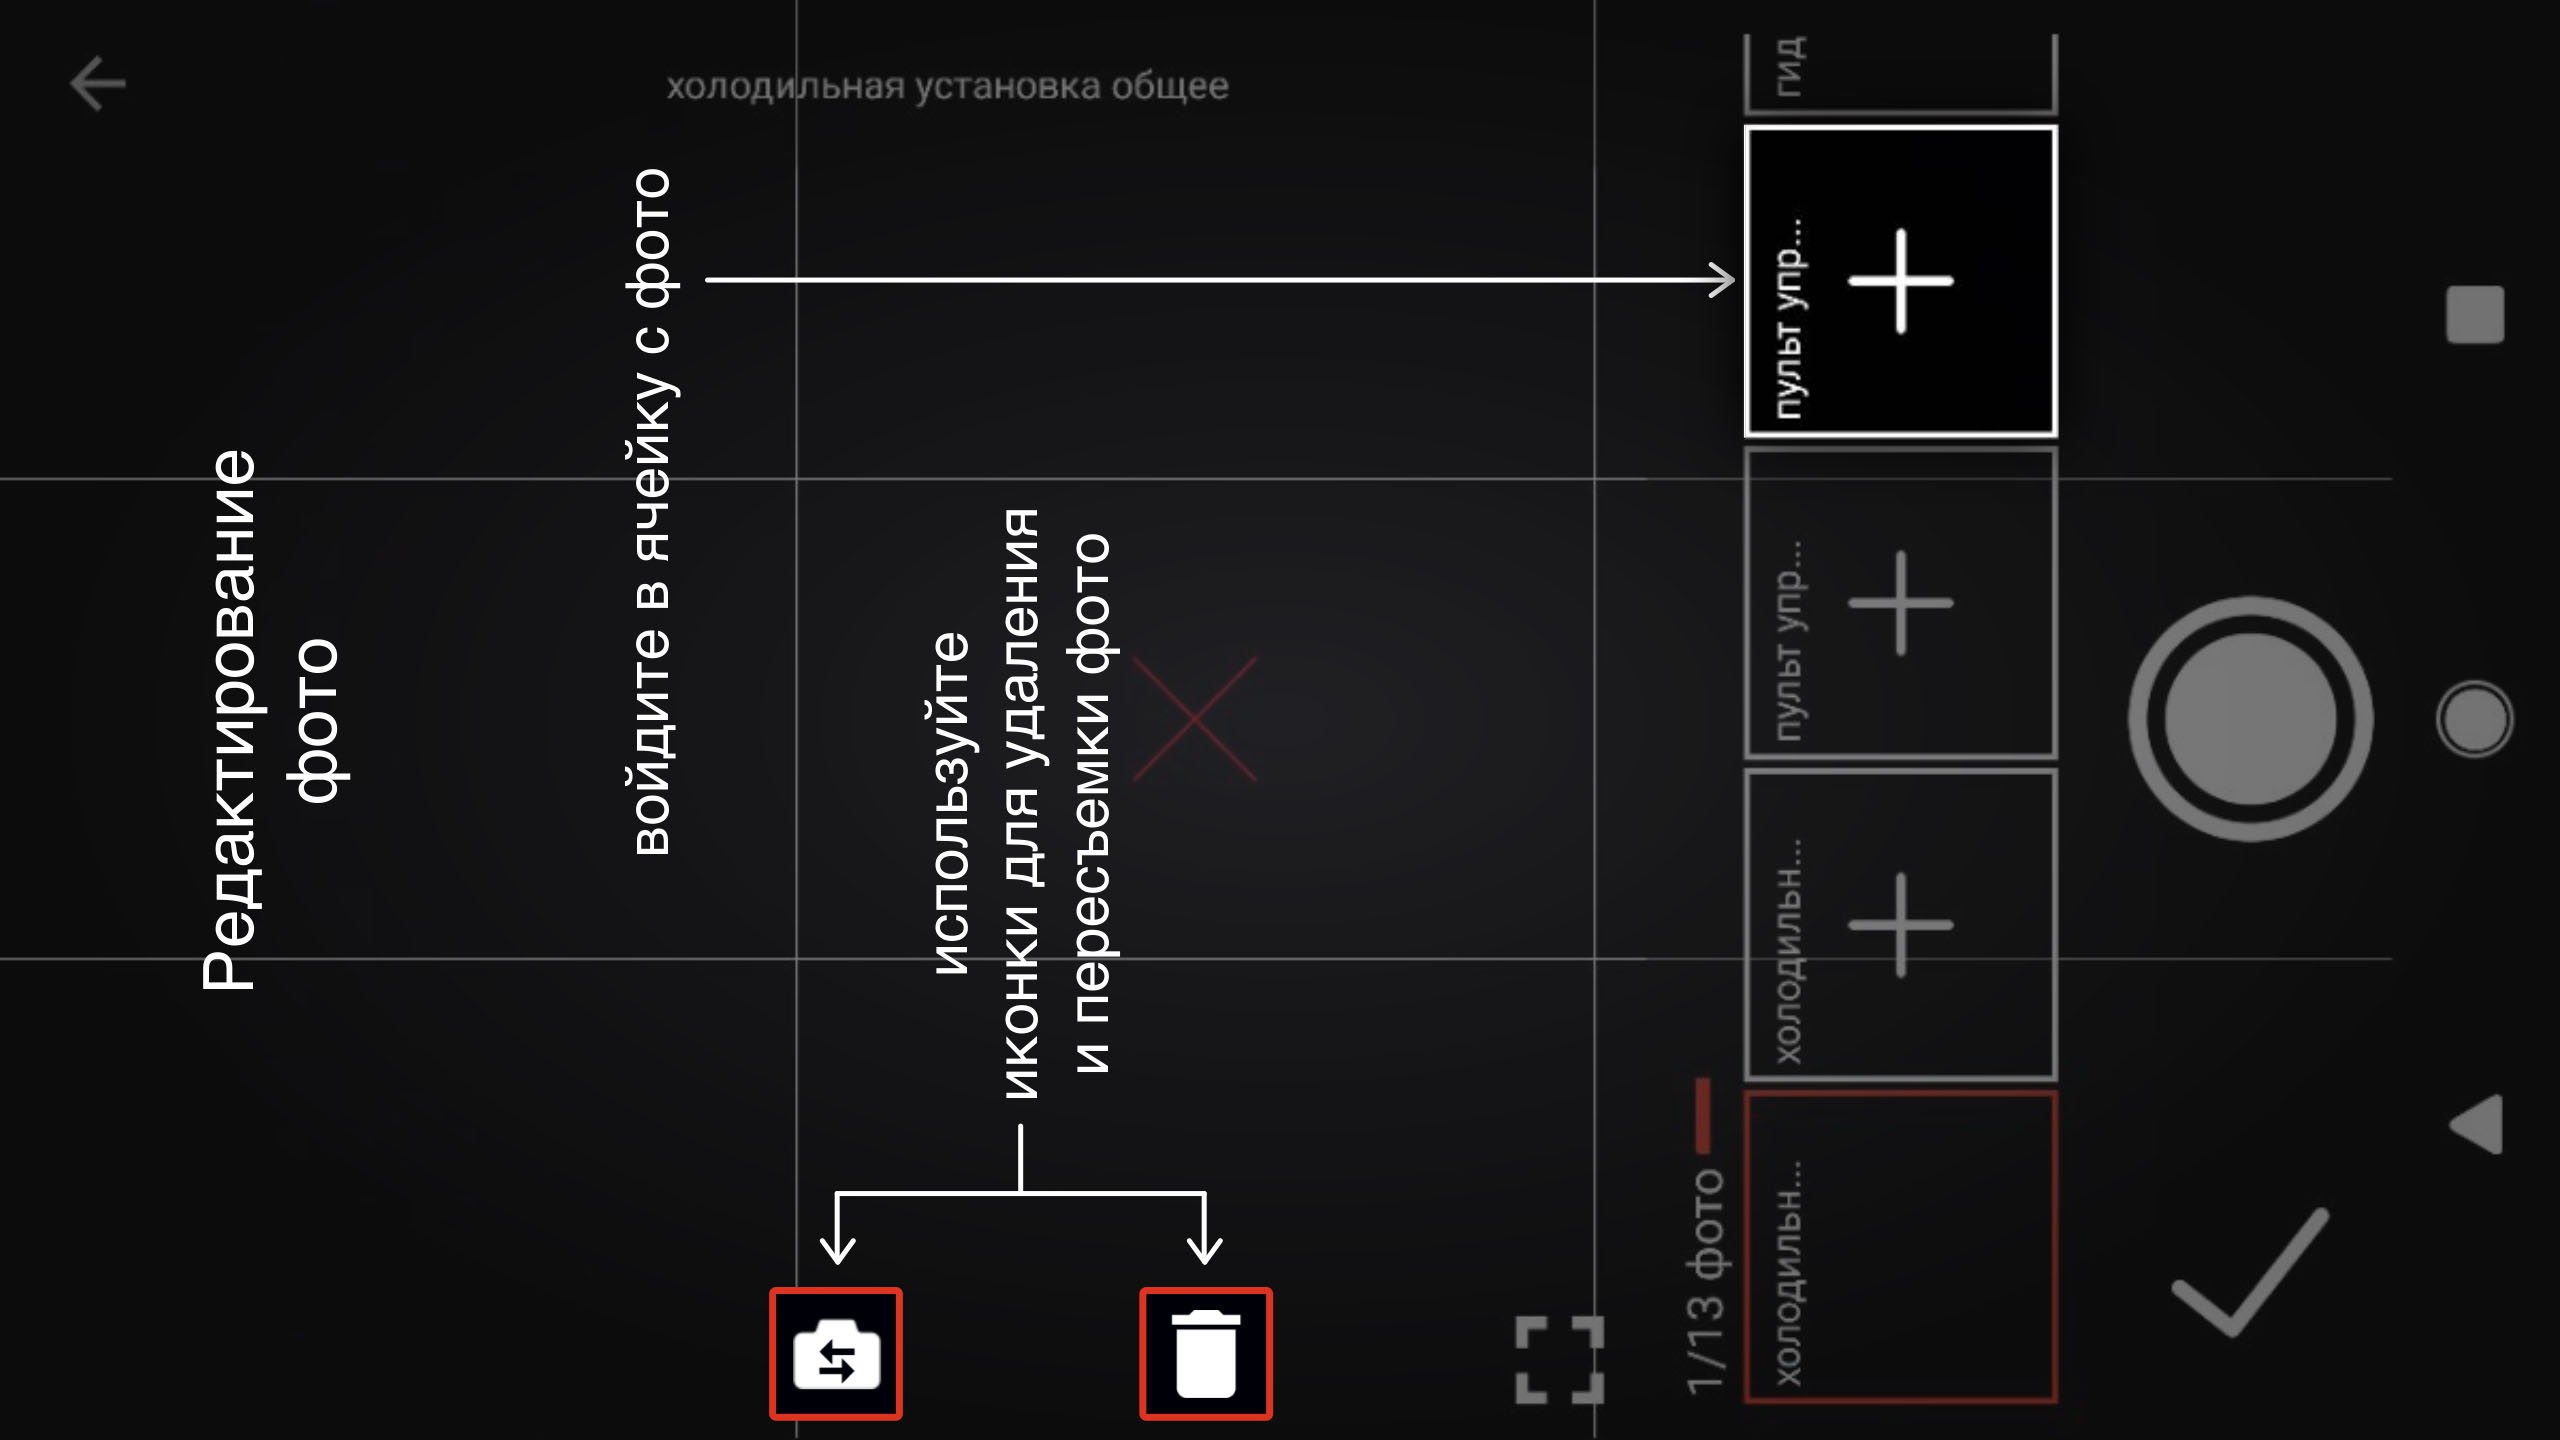 холодильная установка общее
Редактирование
фото
войдите в ячейку с фото
используйте
иконки для удаления
и пересъемки фото
1/13 фото
холодильн...
холодильн...
пульт упр...
пульт упр...
гид